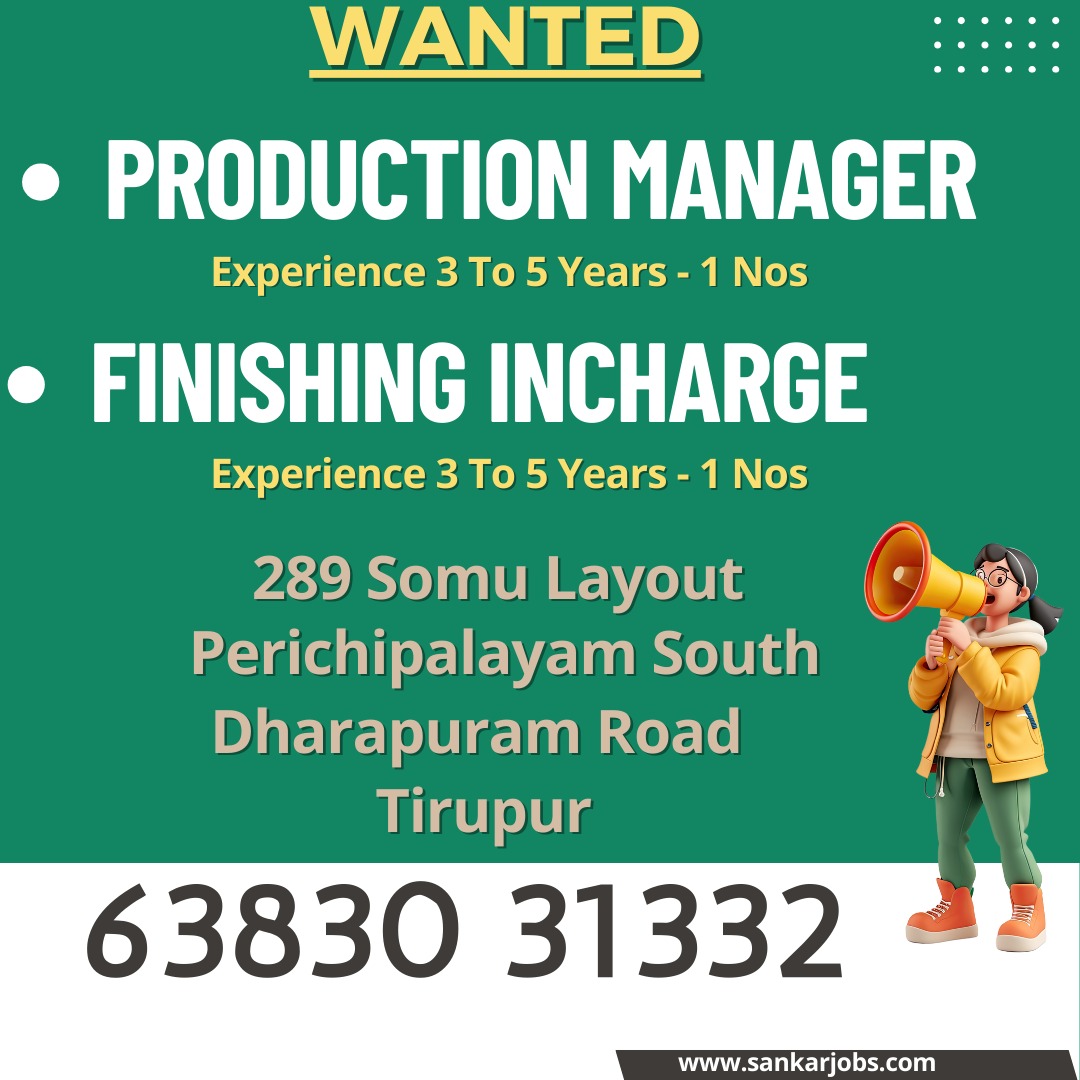 WANTED
• PRODUCTION MANAGER
Experience 3 To 5 Years - 1 Nos
• FINISHING INCHARGE
Experience 3 To 5 Years - 1 Nos
289 Somu Layout
Perichipalayam South
Dharapuram Road
Tirupur
63830 31332
www.sankarjobs.com